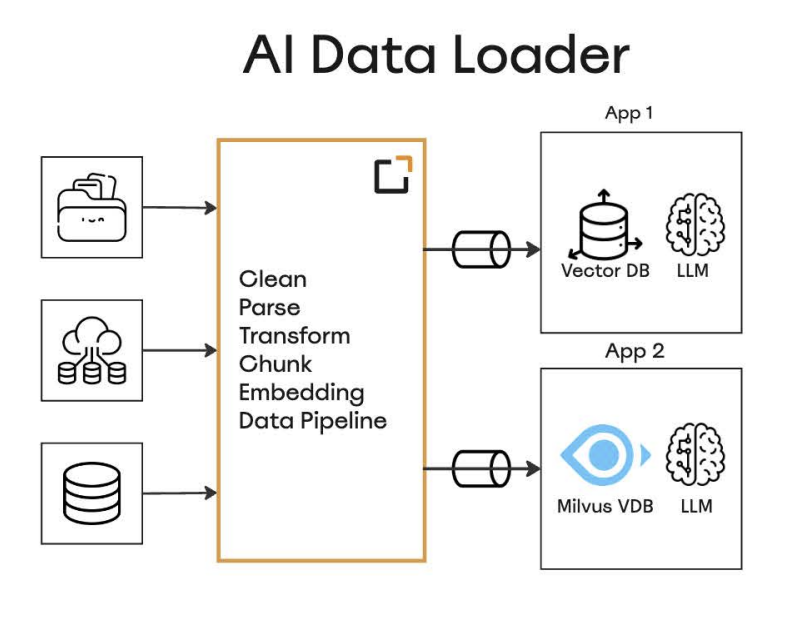 AI Data Loader
App 1
Clean
Parse
Transform
Chunk
Embedding
Data Pipeline
Vector DB
LLM
App 2
Milvus VDB
LLM